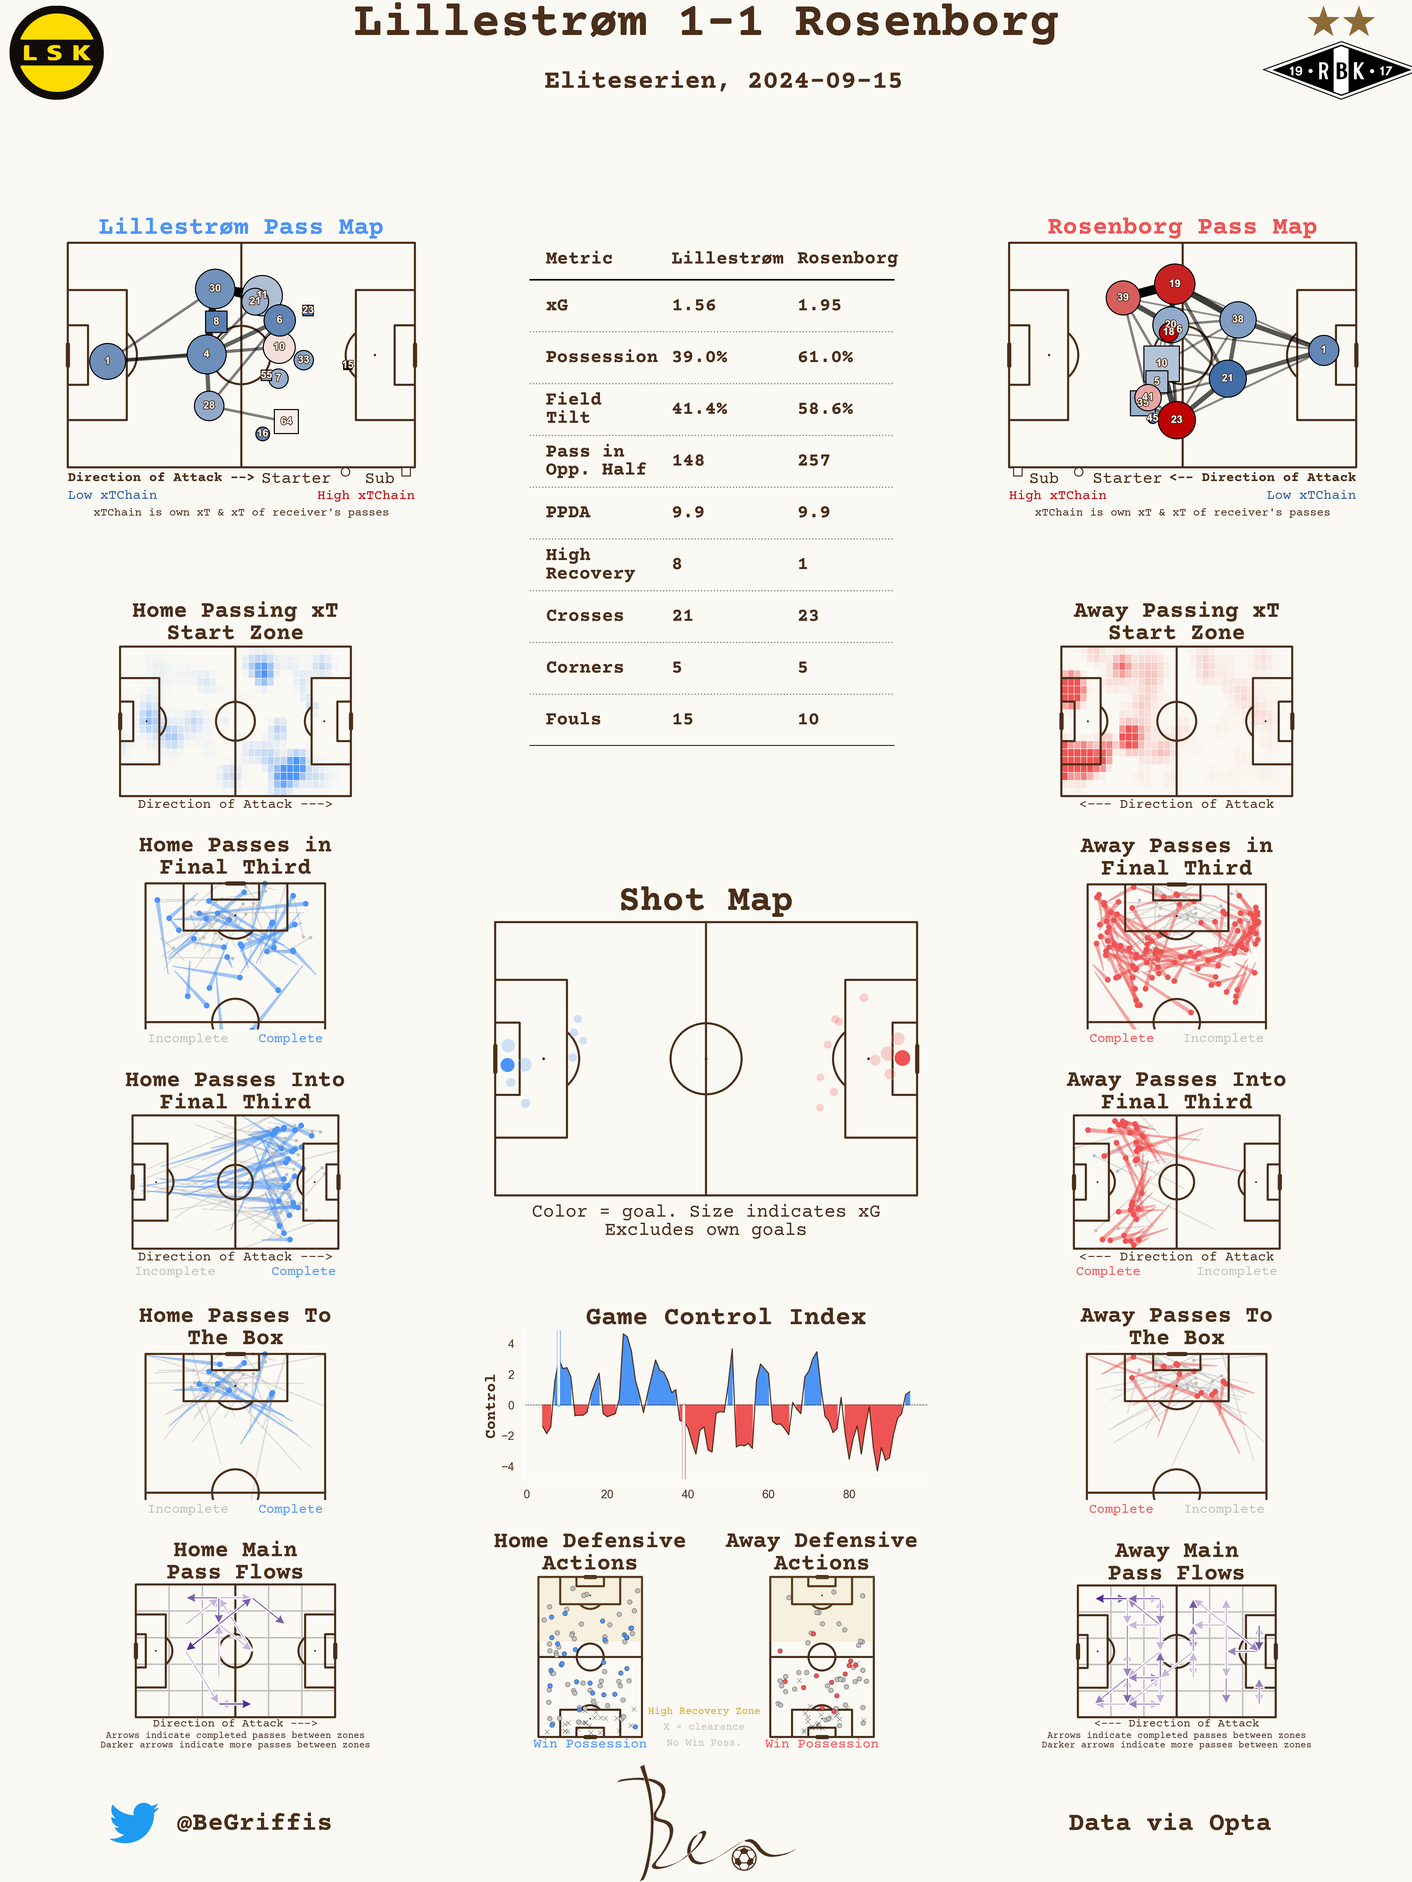 Lillestrøm 1-1 Rosenborg
Eliteserien, 2024-09-15
LSK
19 • RBK • 17
Lillestrøm Pass Map
30
11
21
23
8
6
4
10
1
33
15
55
7
28
64
16
Direction of Attack --> Starter Sub
Low xTChain High xTChain
xTChain is own xT & xT of receiver's passes
Metric Lillestrøm Rosenborg
xG 1.56 1.95
Possession 39.0% 61.0%
Field
Tilt 41.4% 58.6%
Pass in
Opp. Half 148 257
PPDA 9.9 9.9
High
Recovery 8 1
Crosses 21 23
Corners 5 5
Fouls 15 10
Rosenborg Pass Map
19
39
38
20
18
1
10
21
5
41
45
23
Sub Starter <-- Direction of Attack
High xTChain Low xTChain
xTChain is own xT & xT of receiver's passes
Home Passing xT
Start Zone
Direction of Attack --->
Away Passing xT
Start Zone
<--- Direction of Attack
Home Passes in
Final Third
Incomplete Complete
Away Passes in
Final Third
Complete Incomplete
Shot Map
Color = goal. Size indicates xG
Excludes own goals
Home Passes Into
Final Third
Direction of Attack --->
Incomplete Complete
Away Passes Into
Final Third
<--- Direction of Attack
Complete Incomplete
Home Passes To
The Box
Incomplete Complete
Game Control Index
Control
4
2
0
−2
−4
0 20 40 60 80
Away Passes To
The Box
Complete Incomplete
Home Main
Pass Flows
Direction of Attack --->
Arrows indicate completed passes between zones
Darker arrows indicate more passes between zones
Home Defensive
Actions
Win Possession
Away Defensive
Actions
Win Possession
High Recovery Zone
X = clearance
No Win Poss.
Away Main
Pass Flows
<--- Direction of Attack
Arrows indicate completed passes between zones
Darker arrows indicate more passes between zones
@BeGriffis
Ben
Data via Opta